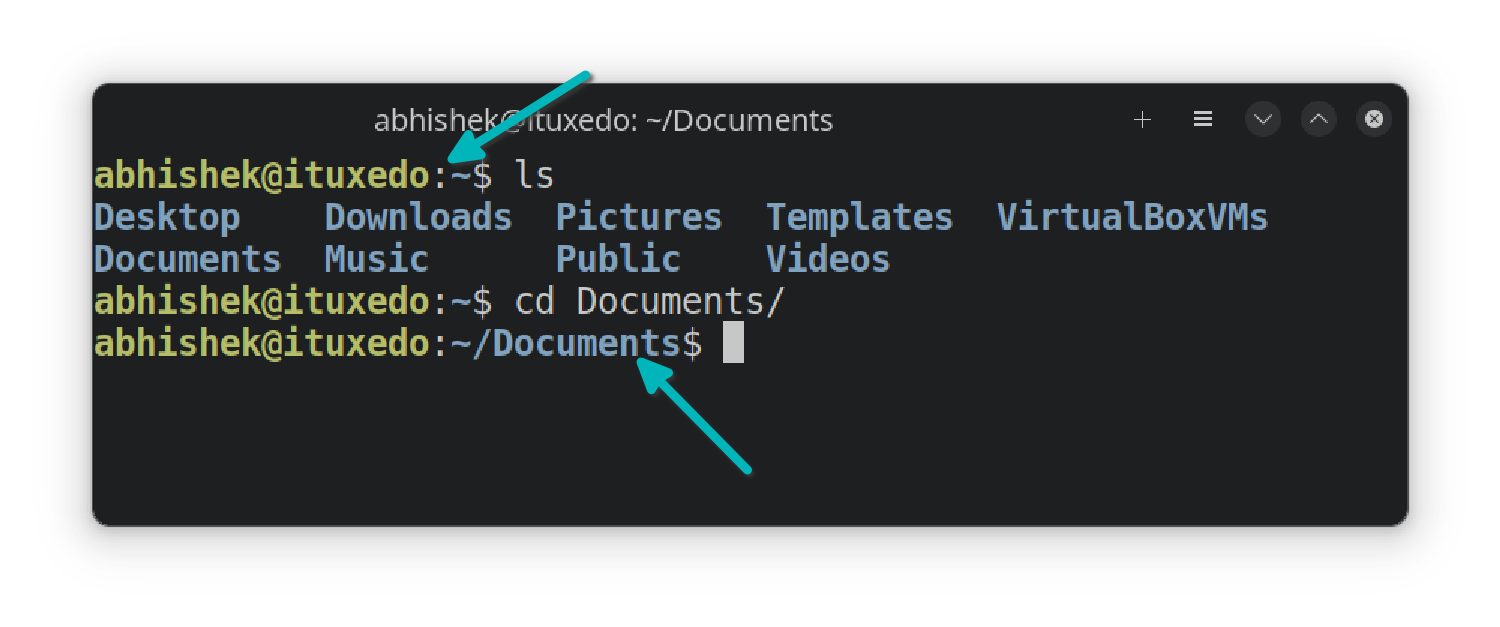 abhishek@ituxedo: ~/Documents
abhishek@ituxedo:~$ ls
Desktop    Downloads  Pictures  Templates  VirtualBoxVMs
Documents  Music      Public    Videos
abhishek@ituxedo:~$ cd Documents/
abhishek@ituxedo:~/Documents$